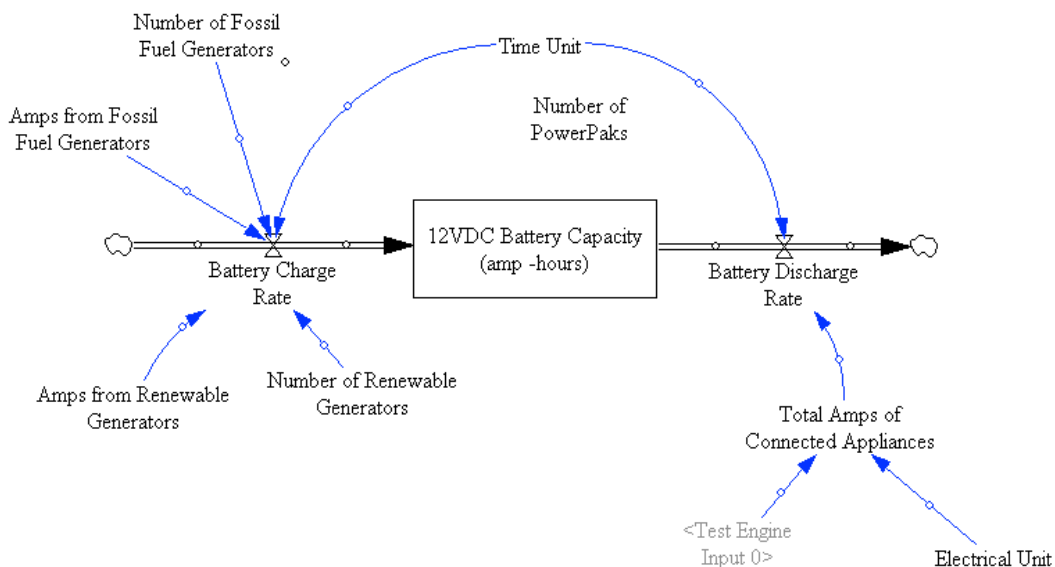 Number of Fossil
Fuel Generators
Time Unit
Amps from Fossil
Fuel Generators
Number of
PowerPaks
12VDC Battery Capacity
(amp -hours)
Battery Charge
Rate
Battery Discharge
Rate
Amps from Renewable
Generators
Number of Renewable
Generators
Total Amps of
Connected Appliances
<Test Engine
Input 0>
Electrical Unit